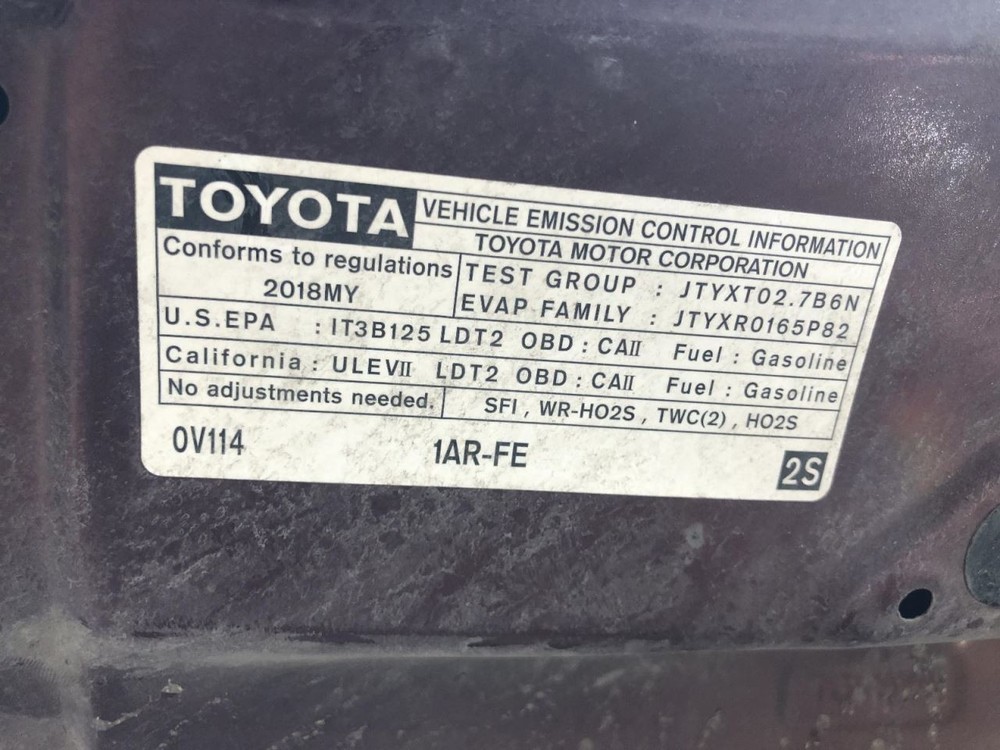 TOYOTA VEHICLE EMISSION CONTROL INFORMATION
TOYOTA MOTOR CORPORATION
Conforms to regulations
2018MY
TEST GROUP : JTYXT02.7B6N
EVAP FAMILY : JTYXR0165P82
U.S.EPA : IT3B125 LDT2 OBD : CAII Fuel : Gasoline
California : ULEVII LDT2 OBD : CAII Fuel : Gasoline
No adjustments needed. SFI , WR-HO2S , TWC(2) , HO2S
0V114 1AR-FE 2S